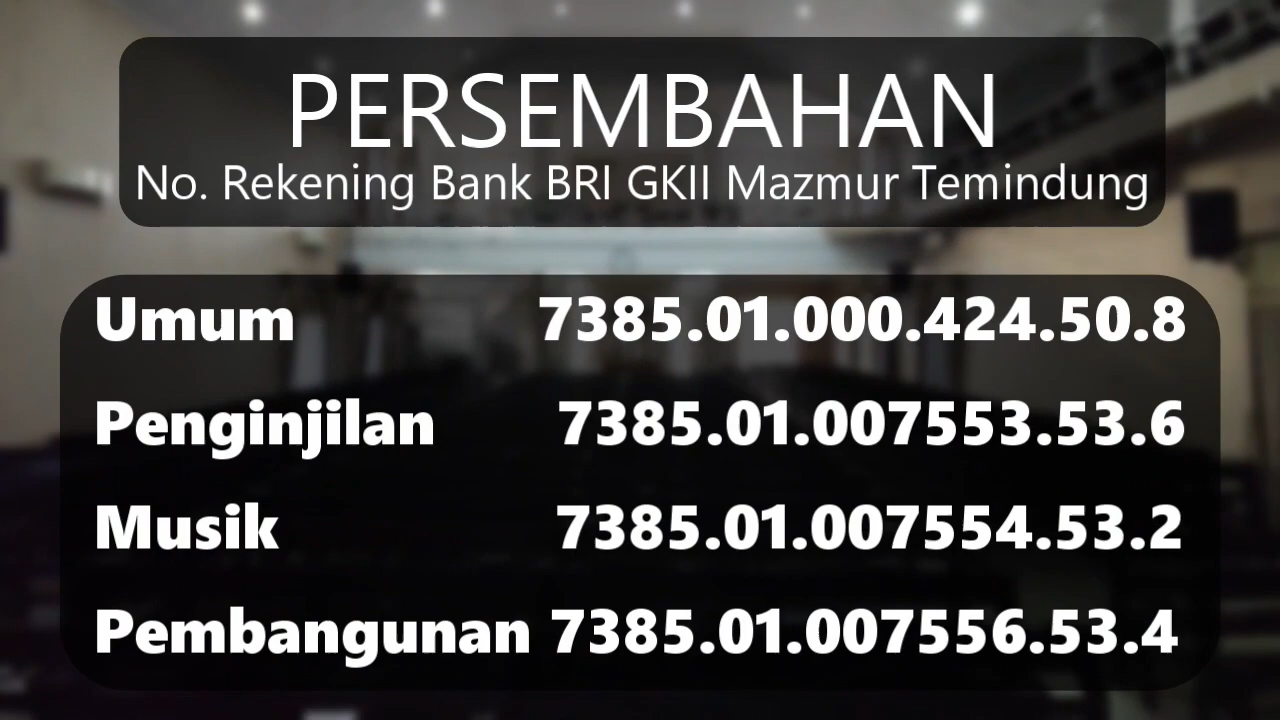 PERSEMBAHAN
No. Rekening Bank BRI GKII Mazmur Temindung
Umum 7385.01.000.424.50.8
Penginjilan 7385.01.007553.53.6
Musik 7385.01.007554.53.2
Pembangunan 7385.01.007556.53.4